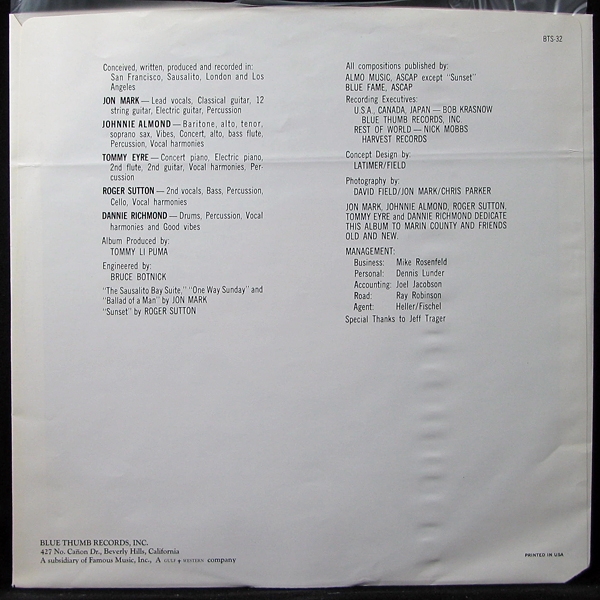 BTS-32
Conceived, written, produced and recorded in:
San Francisco, Sausalito, London and Los
Angeles
JON MARK — Lead vocals, Classical guitar, 12
string guitar, Electric guitar, Percussion
JOHNNIE ALMOND — Baritone, alto, tenor,
soprano sax, Vibes, Concert, alto, bass flute,
Percussion, Vocal harmonies
TOMMY EYRE — Concert piano, Electric piano,
2nd flute, 2nd guitar, Vocal harmonies, Per-
cussion
ROGER SUTTON — 2nd vocals, Bass, Percussion,
Cello, Vocal harmonies
DANNIE RICHMOND — Drums, Percussion, Vocal
harmonies and Good vibes
Album Produced by:
TOMMY LI PUMA
Engineered by:
BRUCE BOTNICK
"The Sausalito Bay Suite," "One Way Sunday" and
"Ballad of a Man" by JON MARK
"Sunset" by ROGER SUTTON
All compositions published by:
ALMO MUSIC, ASCAP except "Sunset"
BLUE FAME, ASCAP
Recording Executives:
U.S.A., CANADA, JAPAN — BOB KRASNOW
BLUE THUMB RECORDS, INC.
REST OF WORLD — NICK MOBBS
HARVEST RECORDS
Concept Design by:
LATIMER/FIELD
Photography by:
DAVID FIELD/JON MARK/CHRIS PARKER
JON MARK, JOHNNIE ALMOND, ROGER SUTTON,
TOMMY EYRE and DANNIE RICHMOND DEDICATE
THIS ALBUM TO MARIN COUNTY AND FRIENDS
OLD AND NEW.
MANAGEMENT:
Business: Mike Rosenfeld
Personal: Dennis Lunder
Accounting: Joel Jacobson
Road: Ray Robinson
Agent: Heller/Fischel
Special Thanks to Jeff Trager
BLUE THUMB RECORDS, INC.
427 No. Cañon Dr., Beverly Hills, California
A subsidiary of Famous Music, Inc., A GULF + WESTERN company
PRINTED IN USA